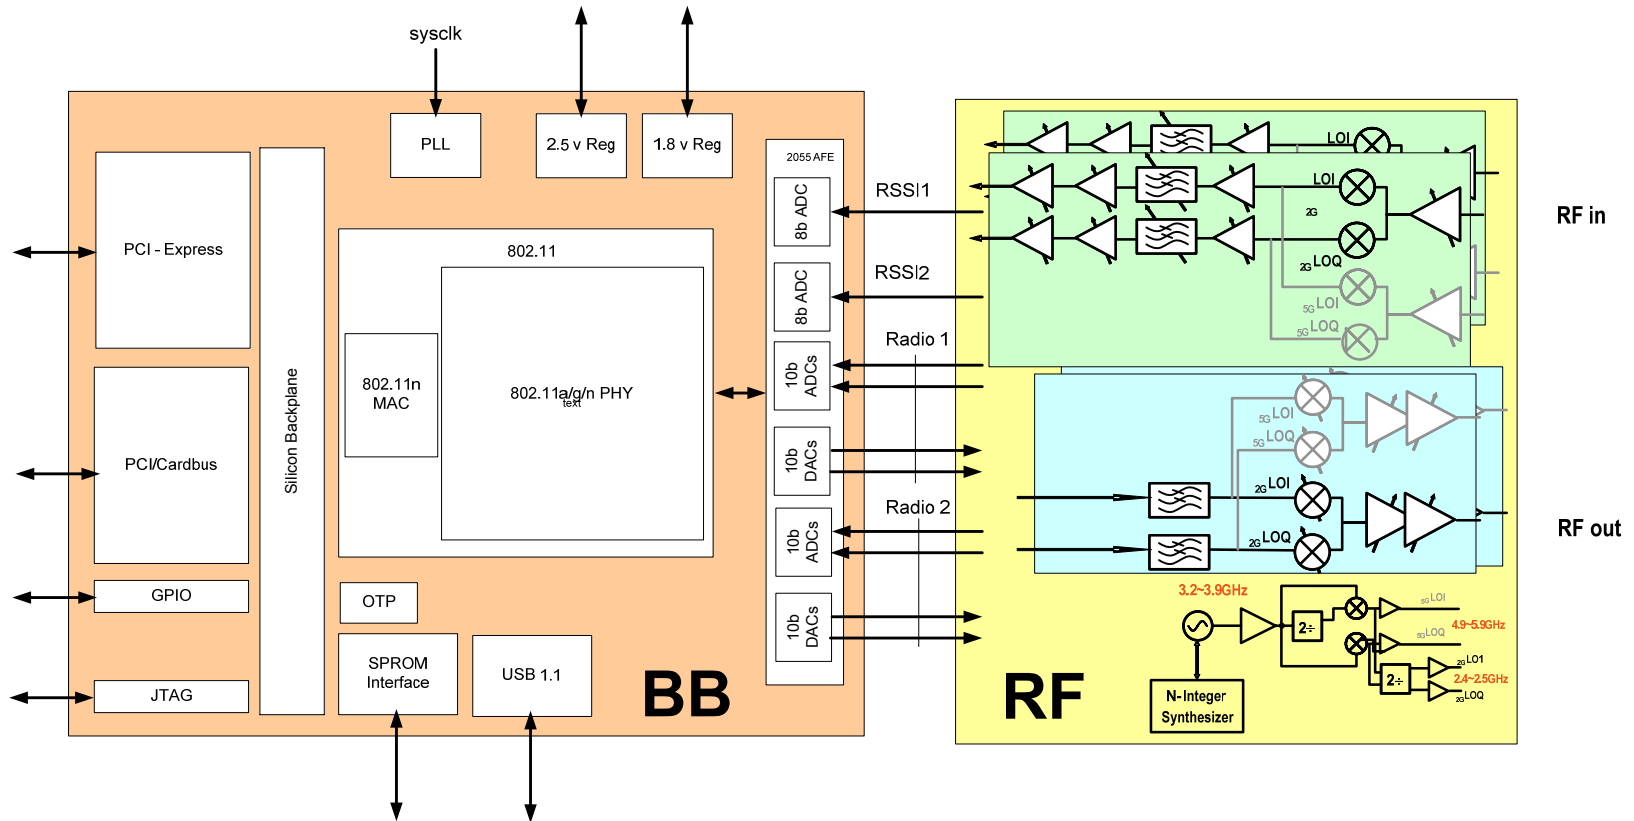 sysclk
PLL
2.5 v Reg
1.8 v Reg
2055 AFE
PCI - Express
PCI/Cardbus
GPIO
JTAG
Silicon Backplane
802.11
802.11n
MAC
802.11a/g/n PHY
text
OTP
SPROM
Interface
USB 1.1
BB
8b ADC
8b ADC
10b
ADCs
10b
DACs
10b
ADCs
10b
DACs
RSSI1
RSSI2
Radio 1
Radio 2
LOI
LOI
2G
2G LOQ
5G LOI
5G LOQ
RF in
5G LOI
5G LOQ
2G LOI
2G LOQ
RF out
3.2~3.9GHz
2÷
5G LOI
4.9~5.9GHz
5G LOQ
2G LO1
2÷
2.4~2.5GHz
2G LOQ
N-Integer
Synthesizer
RF